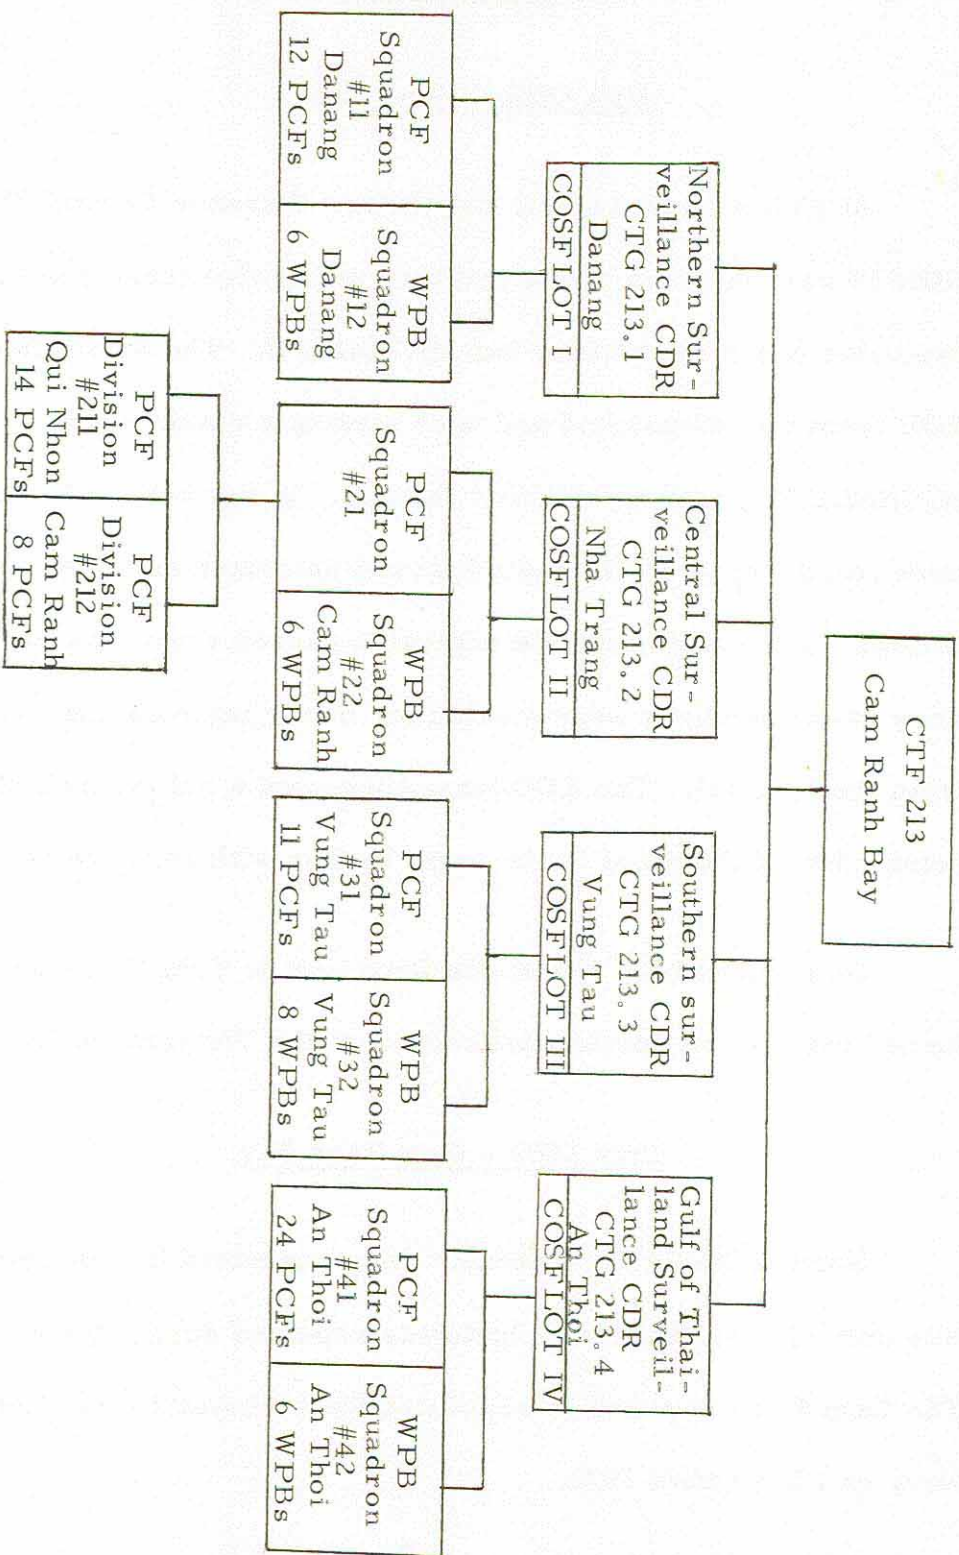 CTF 213
Cam Ranh Bay
Northern Sur-
veillance CDR
CTG 213.1
Danang
COSFLOT I
Central Sur-
veillance CDR
CTG 213.2
Nha Trang
COSFLOT II
Southern sur-
veillance CDR
CTG 213.3
Vung Tau
COSFLOT III
Gulf of Thai-
land Surveil-
lance CDR
CTG 213.4
An Thoi
COSFLOT IV
PCF
Squadron
#11
Danang
12 PCFs
WPB
Squadron
#12
Danang
6 WPBs
PCF
Squadron
#21
WPB
Squadron
#22
Cam Ranh
6 WPBs
PCF
Squadron
#31
Vung Tau
11 PCFs
WPB
Squadron
#32
Vung Tau
8 WPBs
PCF
Squadron
#41
An Thoi
24 PCFs
WPB
Squadron
#42
An Thoi
6 WPBs
PCF
Division
#211
Qui Nhon
14 PCFs
PCF
Division
#212
Cam Ranh
8 PCFs